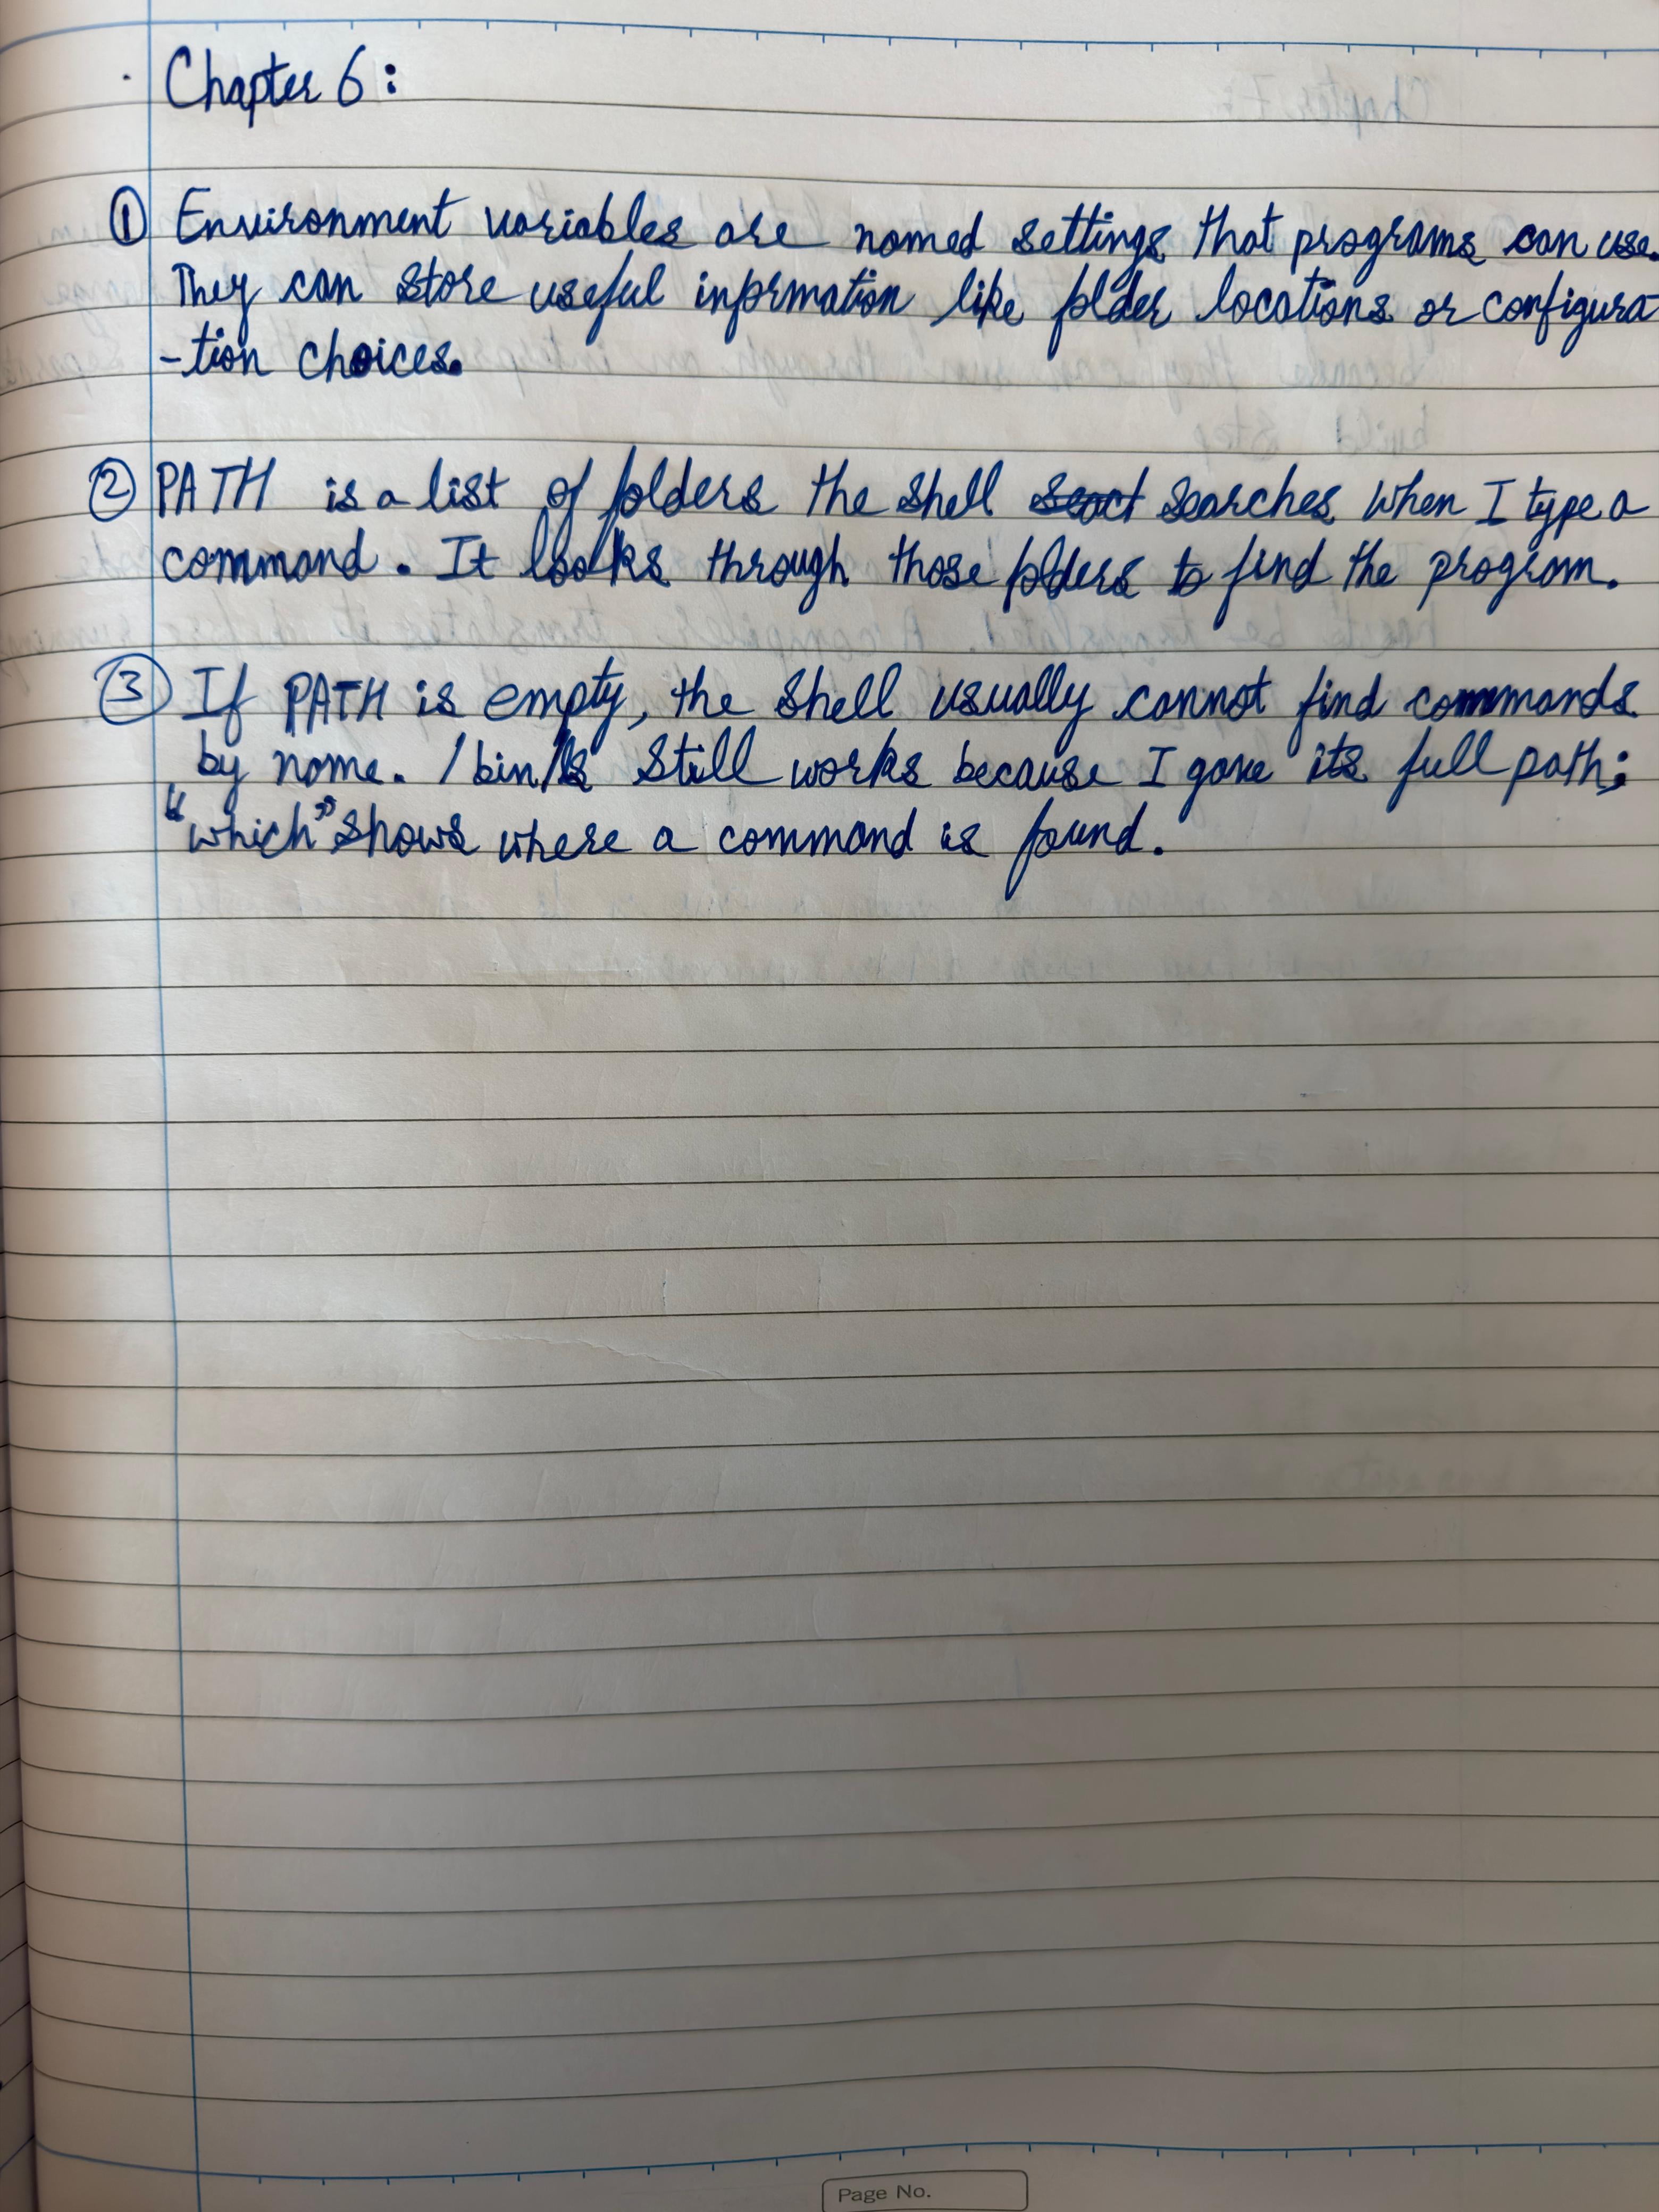 Chapter 6:
① Environment variables are named settings that programs can use.
They can store useful information like folder locations or configura
-tion choices.
② PATH is a list of folders the shell searches when I type a
command. It looks through those folders to find the program.
③ If PATH is empty, the shell usually cannot find commands
by name. /bin/ls still works because I gave its full path;
"which" shows where a command is found.
Page No.